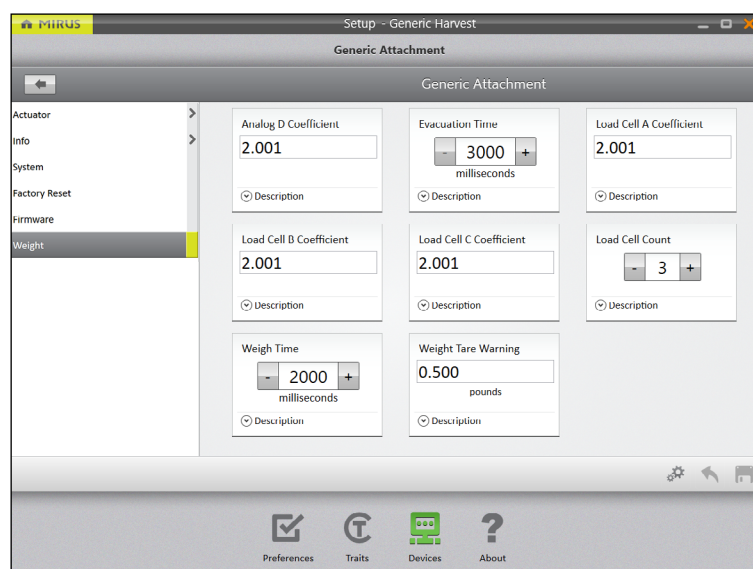 MIRUS
Setup - Generic Harvest
Generic Attachment
Generic Attachment
Actuator
Info
System
Factory Reset
Firmware
Weight
Analog D Coefficient
2.001
Description
Evacuation Time
- 3000 +
milliseconds
Description
Load Cell A Coefficient
2.001
Description
Load Cell B Coefficient
2.001
Description
Load Cell C Coefficient
2.001
Description
Load Cell Count
- 3 +
Description
Weigh Time
- 2000 +
milliseconds
Description
Weight Tare Warning
0.500
pounds
Description
Preferences Traits Devices About